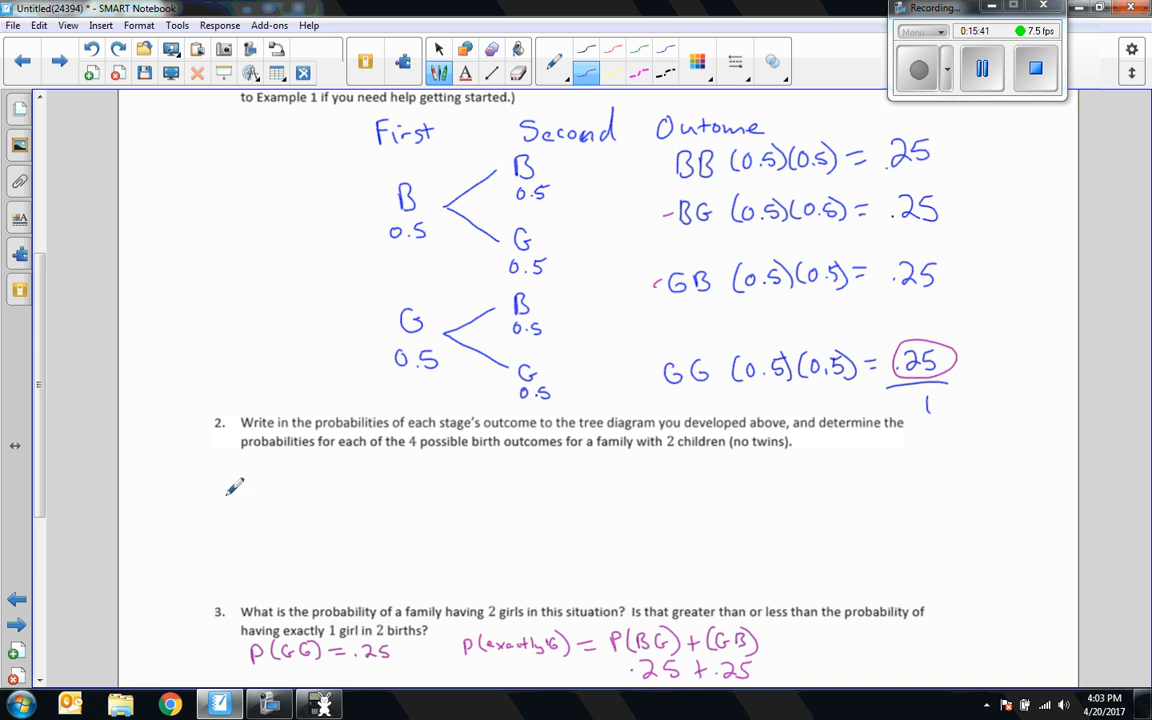 Untitled(24394) * - SMART Notebook
Recording...
File Edit View Insert Format Tools Response Add-ons Help
Menu
0:15:41
7.5 fps
to Example 1 if you need help getting started.)
First Second Outome
B 0.5
B 0.5
G 0.5
G 0.5
B 0.5
G 0.5
BB (0.5)(0.5) = .25
-BG (0.5)(0.5) = .25
-GB (0.5)(0.5) = .25
GG (0.5)(0.5) = .25
1
2. Write in the probabilities of each stage's outcome to the tree diagram you developed above, and determine the
probabilities for each of the 4 possible birth outcomes for a family with 2 children (no twins).
3. What is the probability of a family having 2 girls in this situation? Is that greater than or less than the probability of
having exactly 1 girl in 2 births?
P(GG) = .25 P(exactly 1G) = P(BG) + (GB)
.25 + .25
4:03 PM
4/20/2017